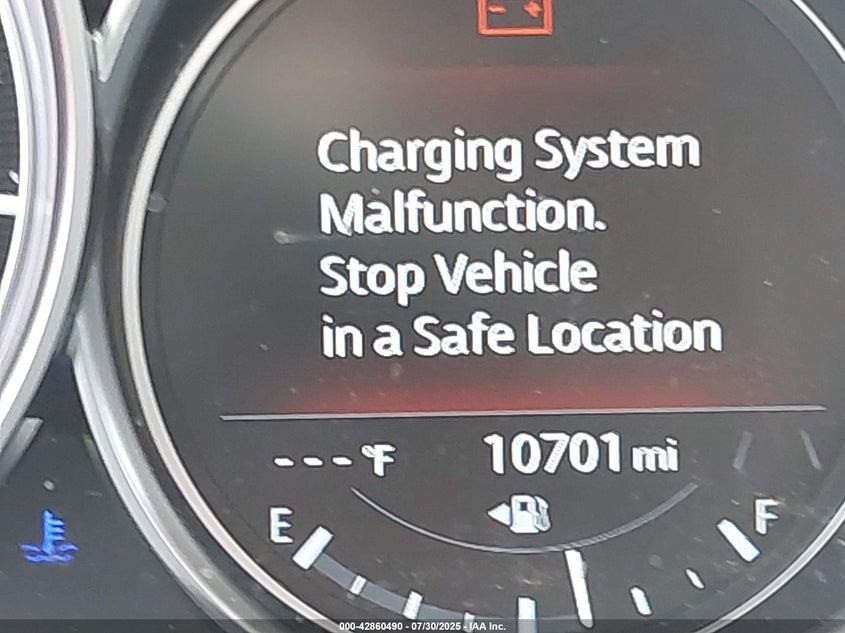 Charging System
Malfunction.
Stop Vehicle
in a Safe Location
---°F 10701 mi
E F
000-42860490 - 07/30/2025 - IAA Inc.